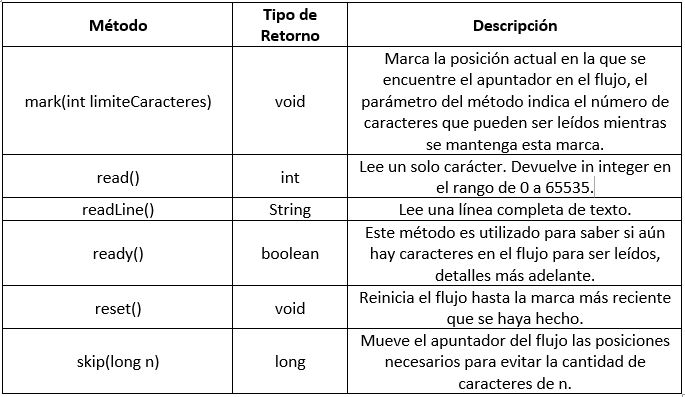 Método
Tipo de
Retorno
Descripción
mark(int limiteCaracteres)
void
Marca la posición actual en la que se
encuentre el apuntador en el flujo, el
parámetro del método indica el número de
caracteres que pueden ser leídos mientras
se mantenga esta marca.
read()
int
Lee un solo carácter. Devuelve in integer en
el rango de 0 a 65535.
readLine()
String
Lee una línea completa de texto.
ready()
boolean
Este método es utilizado para saber si aún
hay caracteres en el flujo para ser leídos,
detalles más adelante.
reset()
void
Reinicia el flujo hasta la marca más reciente
que se haya hecho.
skip(long n)
long
Mueve el apuntador del flujo las posiciones
necesarios para evitar la cantidad de
caracteres de n.